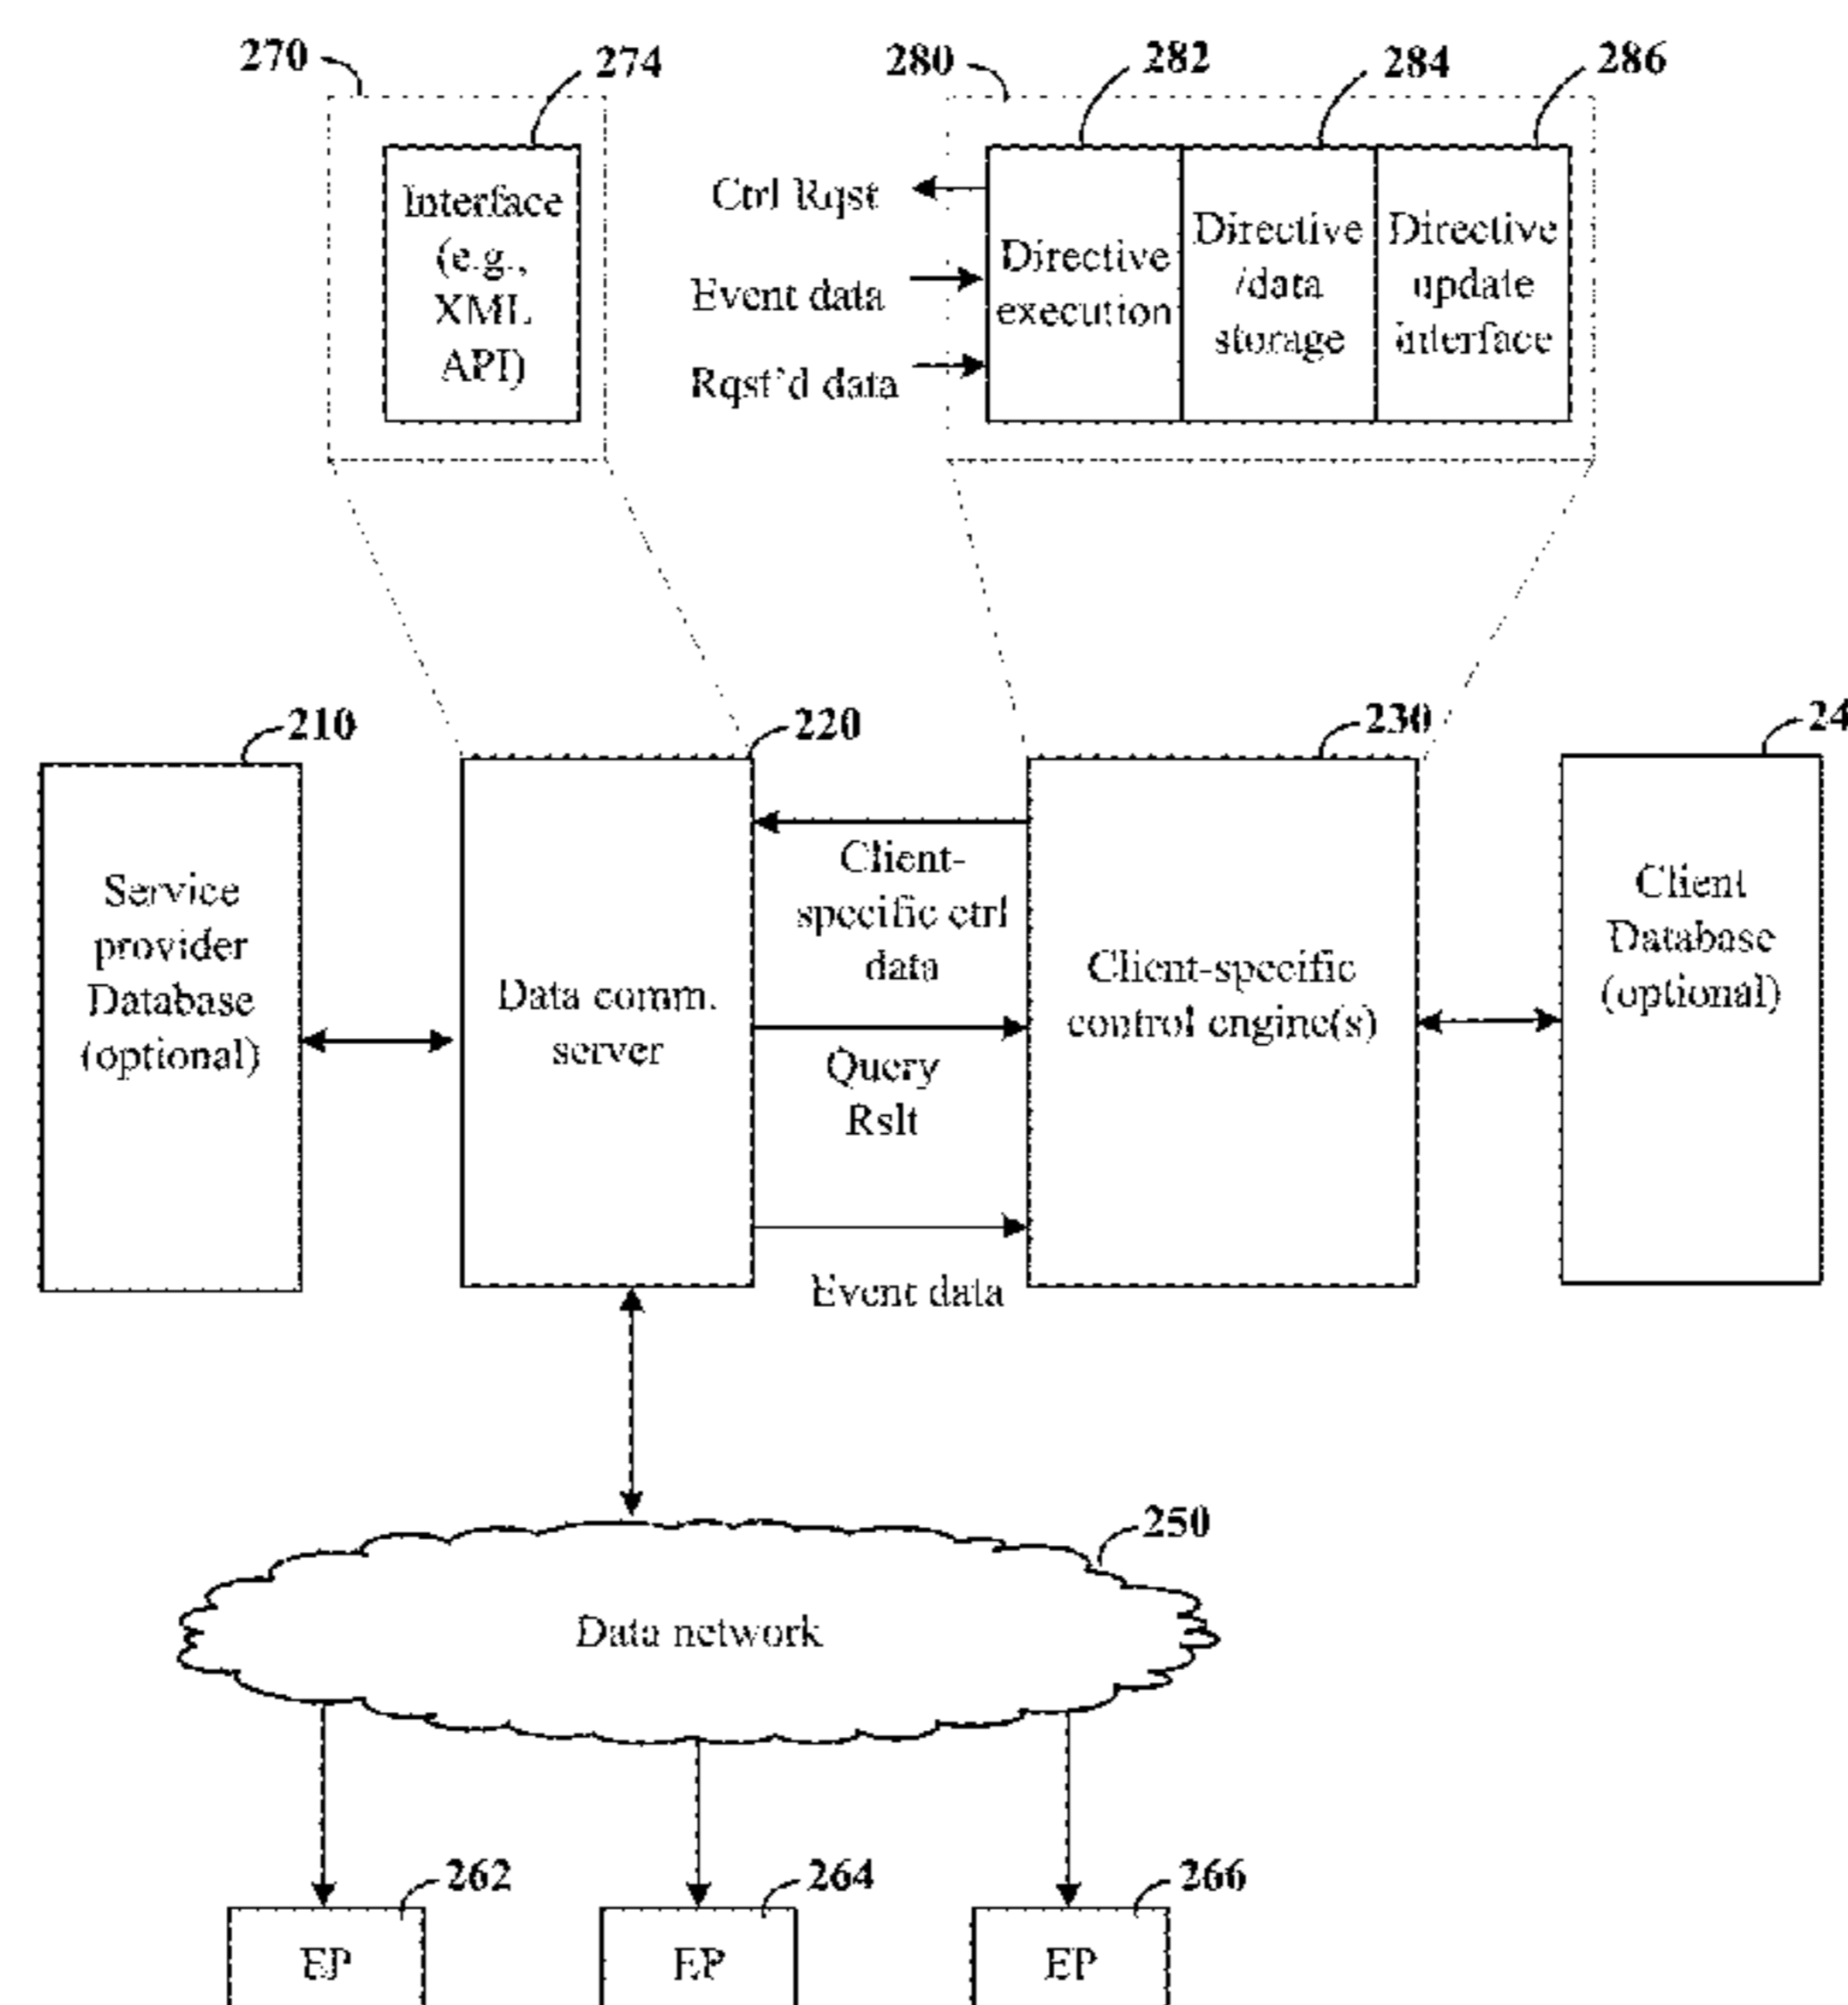 270
274
280
282
284
286
Interface
(e.g.,
XML
API)
Ctrl Rqst
Event data
Rqst'd data
Directive
execution
Directive
/data
storage
Directive
update
interface
210
220
230
24
Service
provider
Database
(optional)
Data comm.
server
Client-
specific ctrl
data
Query
Rslt
Event data
Client-specific
control engine(s)
Client
Database
(optional)
250
Data network
262
264
266
EP
EP
EP